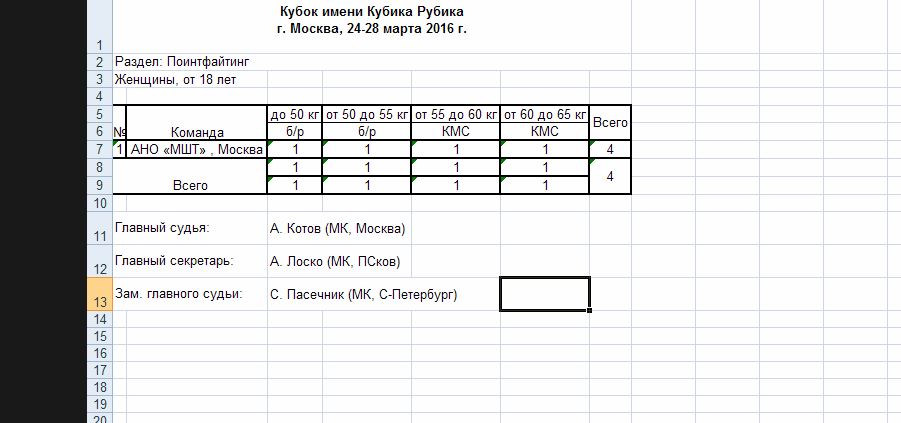 Кубок имени Кубика Рубика
г. Москва, 24-28 марта 2016 г.
1
2 Раздел: Поинтфайтинг
3 Женщины, от 18 лет
4
5 до 50 кг от 50 до 55 кг от 55 до 60 кг от 60 до 65 кг Всего
6 № Команда б/р б/р КМС КМС
7 1 АНО «МШТ» , Москва 1 1 1 1 4
8 1 1 1 1 4
9 Всего 1 1 1 1
10
11 Главный судья: А. Котов (МК, Москва)
12 Главный секретарь: А. Лоско (МК, ПСков)
13 Зам. главного судьи: С. Пасечник (МК, С-Петербург)
14
15
16
17
18
19
20